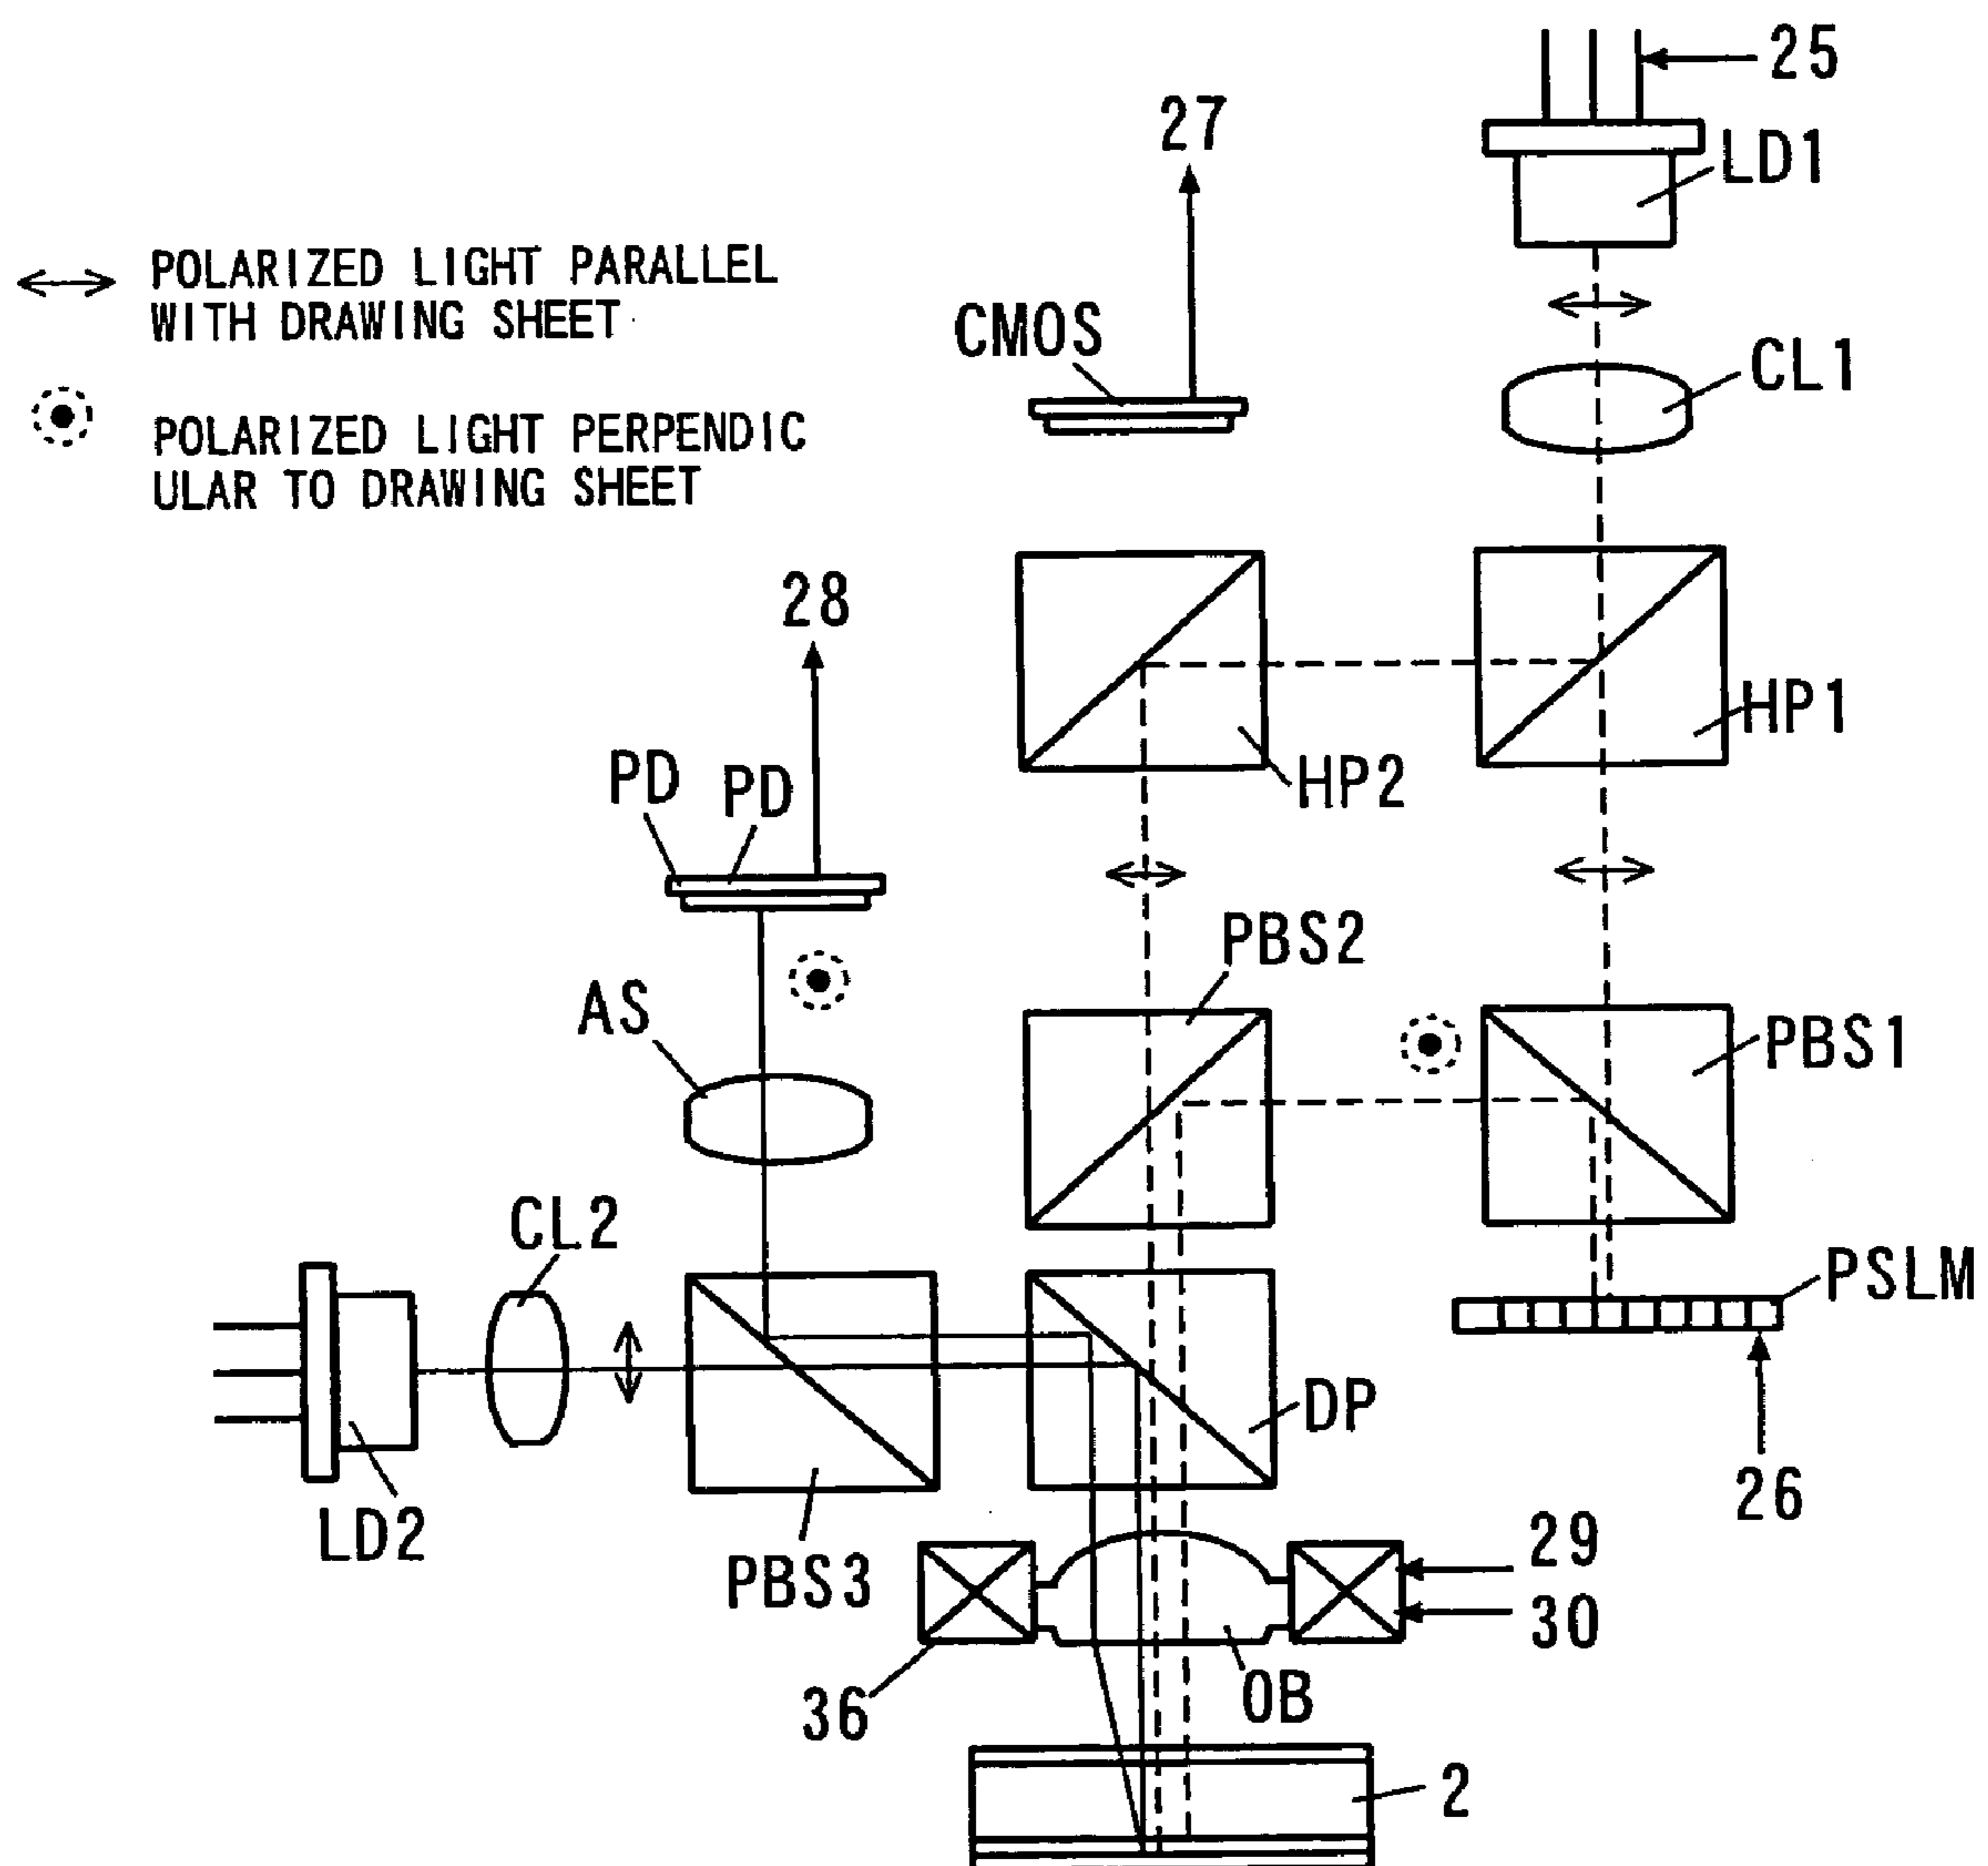 25
27
LD1
POLARIZED LIGHT PARALLEL
WITH DRAWING SHEET
CMOS
CL1
POLARIZED LIGHT PERPENDIC
ULAR TO DRAWING SHEET
28
HP1
PD
PD
HP2
PBS2
AS
PBS1
CL2
PSLM
DP
26
LD2
29
PBS3
30
36
OB
2